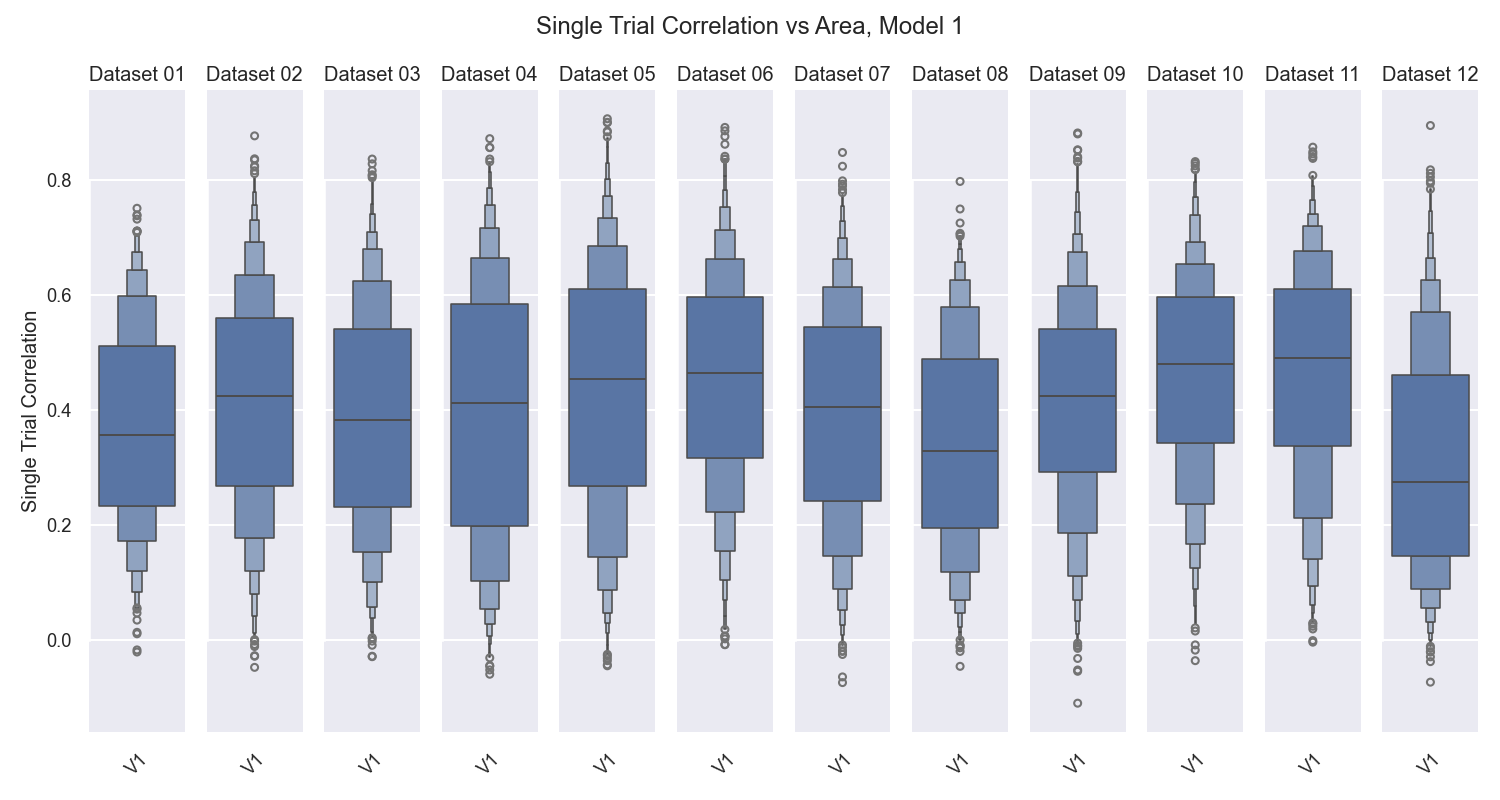 Single Trial Correlation vs Area, Model 1
Dataset 01 Dataset 02 Dataset 03 Dataset 04 Dataset 05 Dataset 06 Dataset 07 Dataset 08 Dataset 09 Dataset 10 Dataset 11 Dataset 12
Single Trial Correlation
0.8
0.6
0.4
0.2
0.0
V1 V1 V1 V1 V1 V1 V1 V1 V1 V1 V1 V1